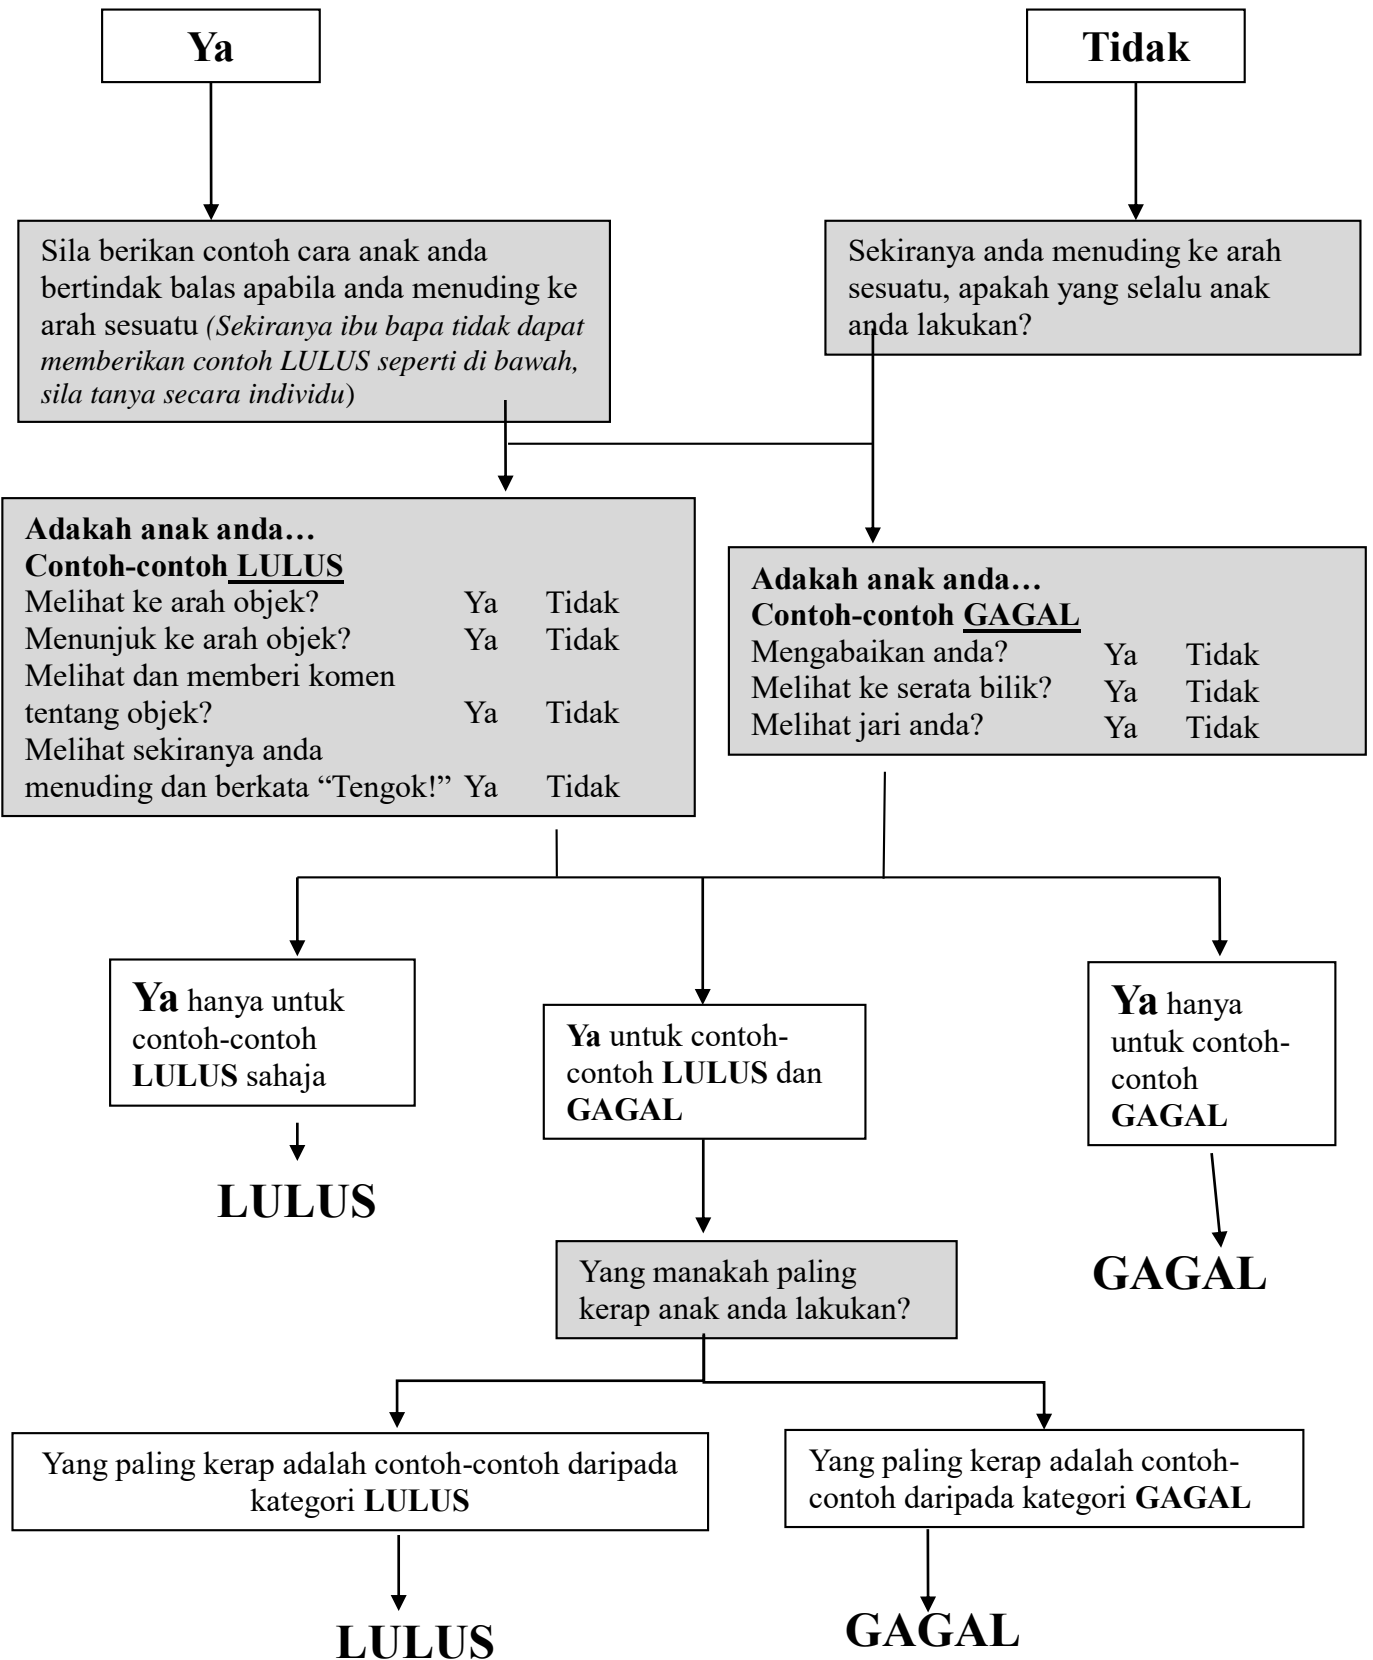 Ya
Tidak
Sila berikan contoh cara anak anda
bertindak balas apabila anda menuding ke
arah sesuatu (Sekiranya ibu bapa tidak dapat
memberikan contoh LULUS seperti di bawah,
sila tanya secara individu)
Sekiranya anda menuding ke arah
sesuatu, apakah yang selalu anak
anda lakukan?
Adakah anak anda…
Contoh-contoh LULUS
Melihat ke arah objek? Ya Tidak
Menunjuk ke arah objek? Ya Tidak
Melihat dan memberi komen
tentang objek? Ya Tidak
Melihat sekiranya anda
menuding dan berkata “Tengok!” Ya Tidak
Adakah anak anda…
Contoh-contoh GAGAL
Mengabaikan anda? Ya Tidak
Melihat ke serata bilik? Ya Tidak
Melihat jari anda? Ya Tidak
Ya hanya untuk
contoh-contoh
LULUS sahaja
Ya untuk contoh-
contoh LULUS dan
GAGAL
Ya hanya
untuk contoh-
contoh
GAGAL
LULUS
GAGAL
Yang manakah paling
kerap anak anda lakukan?
Yang paling kerap adalah contoh-contoh daripada
kategori LULUS
Yang paling kerap adalah contoh-
contoh daripada kategori GAGAL
LULUS
GAGAL